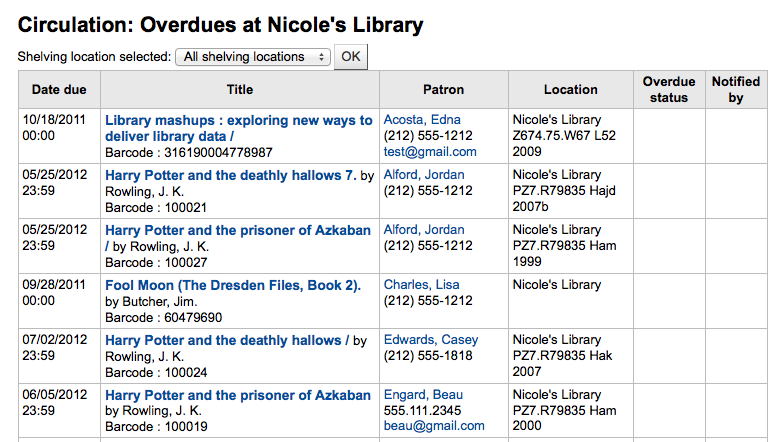 Circulation: Overdues at Nicole's Library
Shelving location selected: All shelving locations OK
Date due Title Patron Location Overdue status Notified by
10/18/2011 00:00
Library mashups : exploring new ways to
deliver library data /
Barcode : 316190004778987
Acosta, Edna
(212) 555-1212
test@gmail.com
Nicole's Library
Z674.75.W67 L52
2009
05/25/2012 23:59
Harry Potter and the deathly hallows 7. by
Rowling, J. K.
Barcode : 100021
Alford, Jordan
(212) 555-1212
Nicole's Library
PZ7.R79835 Hajd
2007b
05/25/2012 23:59
Harry Potter and the prisoner of Azkaban
/ by Rowling, J. K.
Barcode : 100027
Alford, Jordan
(212) 555-1212
Nicole's Library
PZ7.R79835 Ham
1999
09/28/2011 00:00
Fool Moon (The Dresden Files, Book 2).
by Butcher, Jim.
Barcode : 60479690
Charles, Lisa
(212) 555-1212
Nicole's Library
07/02/2012 23:59
Harry Potter and the deathly hallows / by
Rowling, J. K.
Barcode : 100024
Edwards, Casey
(212) 555-1818
Nicole's Library
PZ7.R79835 Hak
2007
06/05/2012 23:59
Harry Potter and the prisoner of Azkaban
by Rowling, J. K.
Barcode : 100019
Engard, Beau
555.111.2345
beau@gmail.com
Nicole's Library
PZ7.R79835 Ham
2000